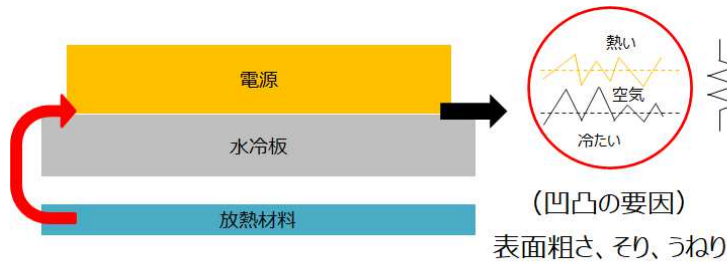 電源
水冷板
放熱材料
熱い
空気
冷たい
（凹凸の要因）
表面粗さ、そり、うねり